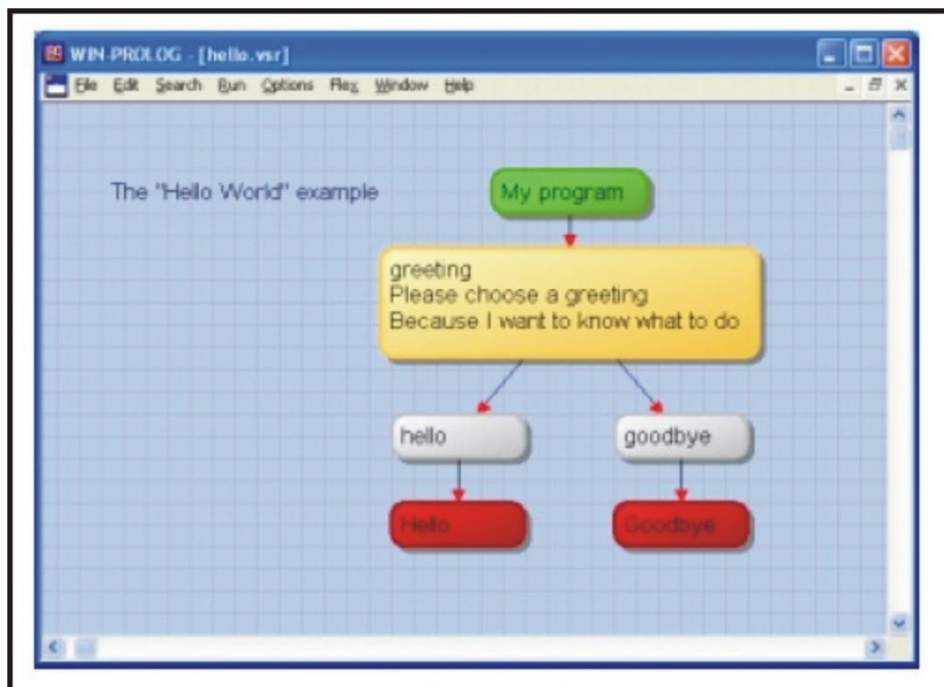 WIN-PROLOG - [hello.vsr]
File Edit Search Run Options Flex Window Help
The "Hello World" example
My program
greeting
Please choose a greeting
Because I want to know what to do
hello
goodbye
Hello
Goodbye